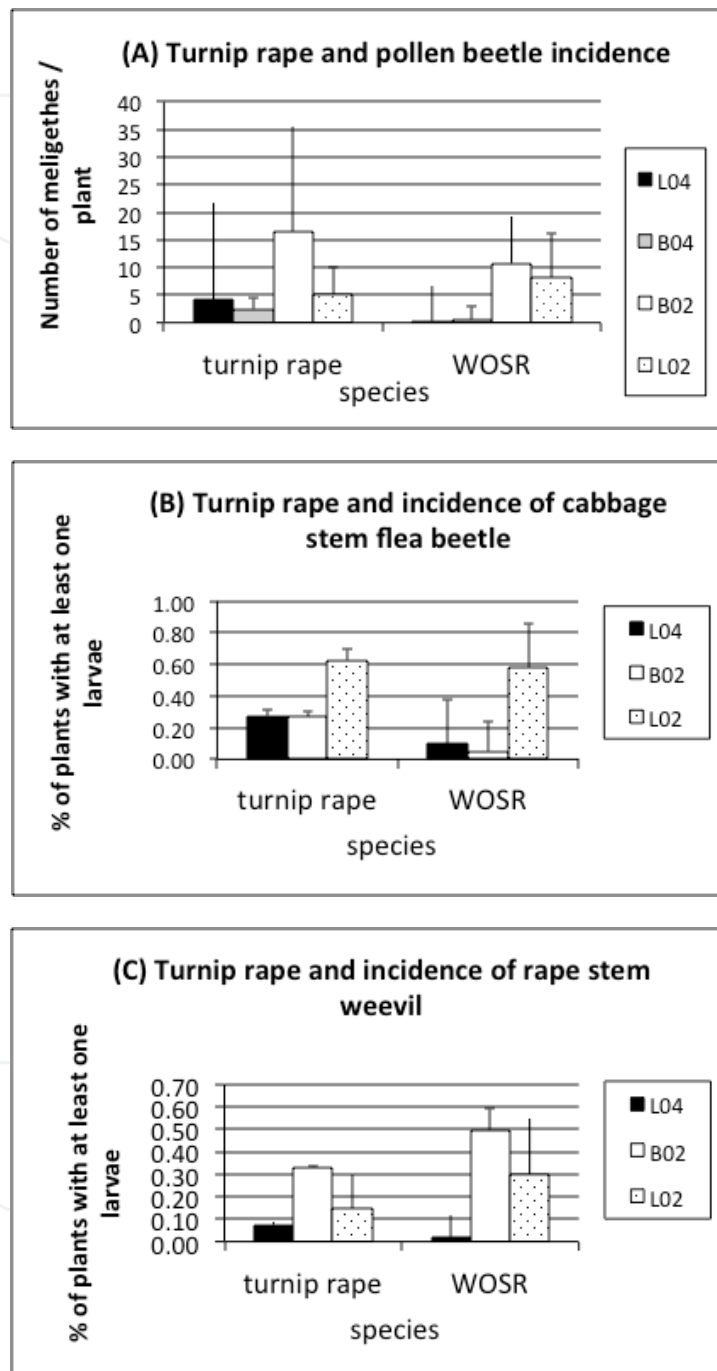 (A) Turnip rape and pollen beetle incidence
Number of meligethes /
plant
40
35
30
25
20
15
10
5
0
turnip rape
WOSR
species
L04
B04
B02
L02
(B) Turnip rape and incidence of cabbage
stem flea beetle
% of plants with at least one
larvae
1.00
0.80
0.60
0.40
0.20
0.00
turnip rape
WOSR
species
L04
B02
L02
(C) Turnip rape and incidence of rape stem
weevil
% of plants with at least one
larvae
0.70
0.60
0.50
0.40
0.30
0.20
0.10
0.00
turnip rape
WOSR
species
L04
B02
L02